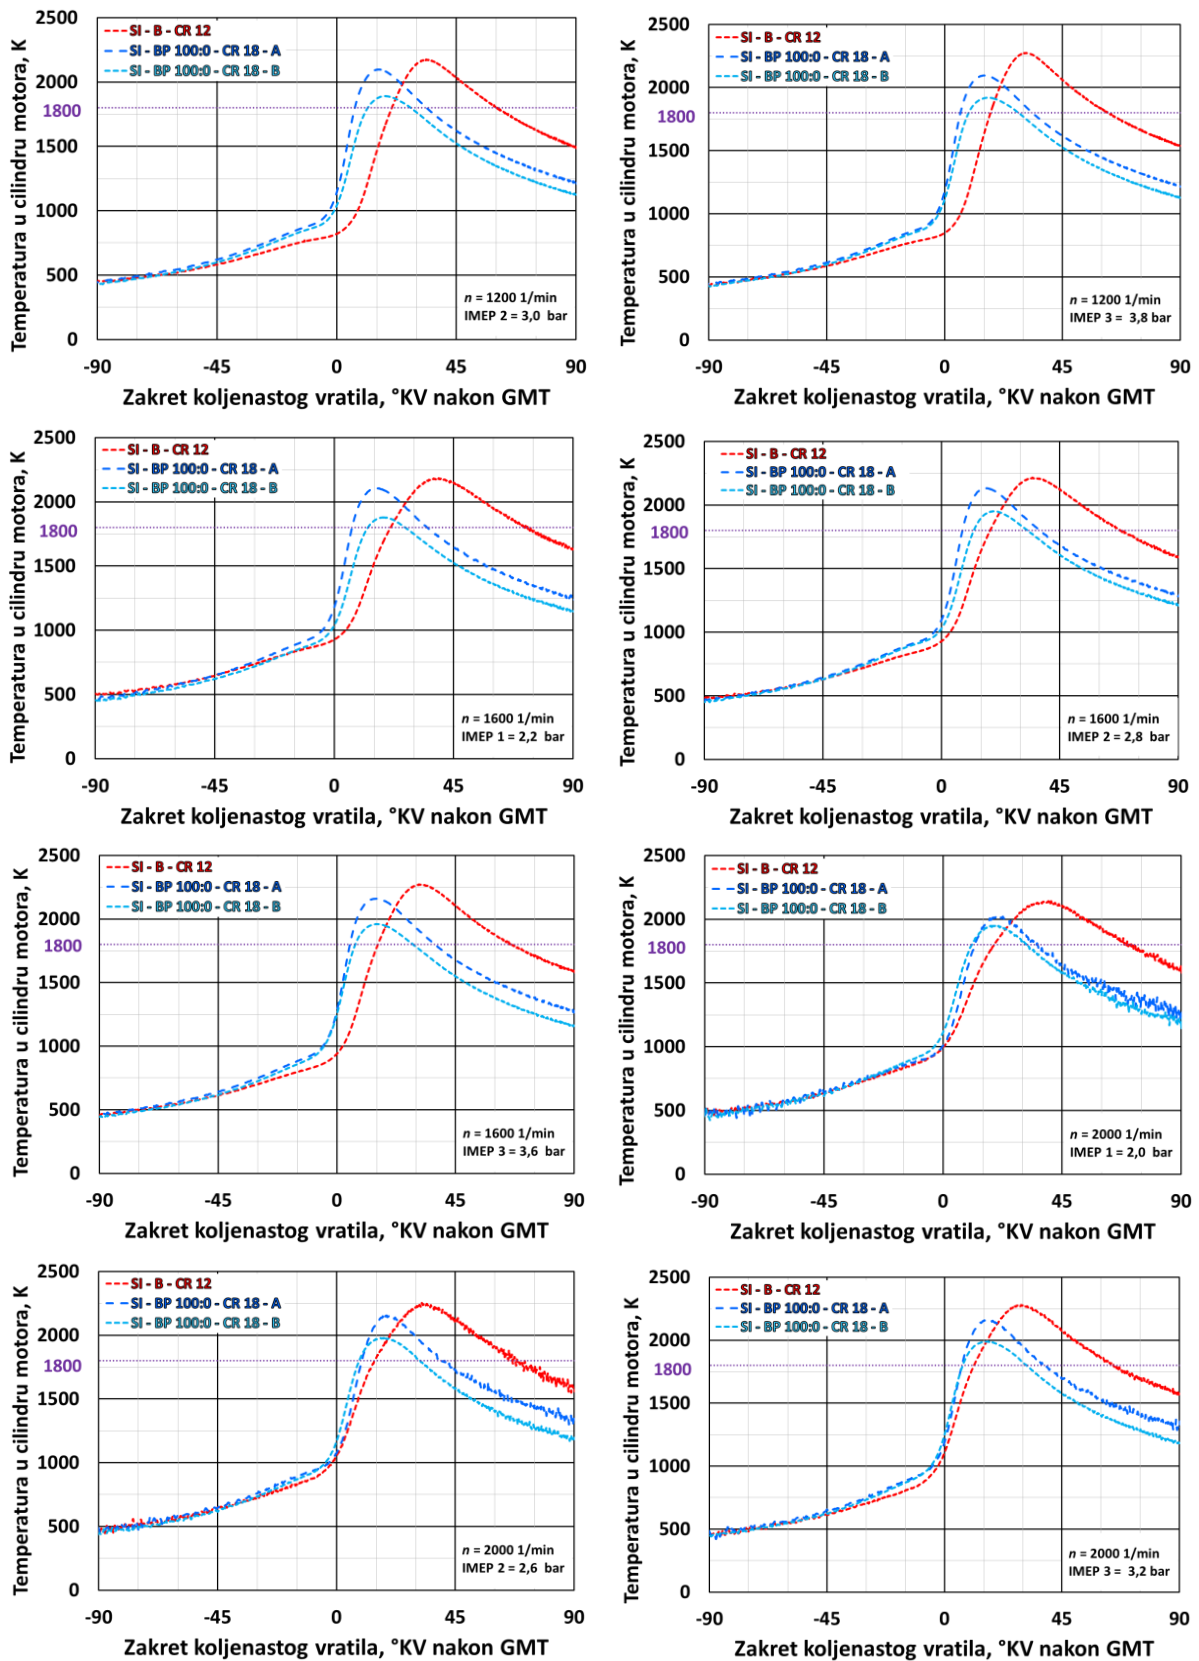 Temperatura u cilindru motora, K
2500
2000
1800
1500
1000
500
0
SI - B - CR 12
SI - BP 100:0 - CR 18 - A
SI - BP 100:0 - CR 18 - B
n = 1200 1/min
IMEP 2 = 3,0 bar
-90 -45 0 45 90
Zakret koljenastog vratila, °KV nakon GMT
Temperatura u cilindru motora, K
2500
2000
1800
1500
1000
500
0
SI - B - CR 12
SI - BP 100:0 - CR 18 - A
SI - BP 100:0 - CR 18 - B
n = 1200 1/min
IMEP 3 = 3,8 bar
-90 -45 0 45 90
Zakret koljenastog vratila, °KV nakon GMT
Temperatura u cilindru motora, K
2500
2000
1800
1500
1000
500
0
SI - B - CR 12
SI - BP 100:0 - CR 18 - A
SI - BP 100:0 - CR 18 - B
n = 1600 1/min
IMEP 1 = 2,2 bar
-90 -45 0 45 90
Zakret koljenastog vratila, °KV nakon GMT
Temperatura u cilindru motora, K
2500
2000
1800
1500
1000
500
0
SI - B - CR 12
SI - BP 100:0 - CR 18 - A
SI - BP 100:0 - CR 18 - B
n = 1600 1/min
IMEP 2 = 2,8 bar
-90 -45 0 45 90
Zakret koljenastog vratila, °KV nakon GMT
Temperatura u cilindru motora, K
2500
2000
1800
1500
1000
500
0
SI - B - CR 12
SI - BP 100:0 - CR 18 - A
SI - BP 100:0 - CR 18 - B
n = 1600 1/min
IMEP 3 = 3,6 bar
-90 -45 0 45 90
Zakret koljenastog vratila, °KV nakon GMT
Temperatura u cilindru motora, K
2500
2000
1800
1500
1000
500
0
SI - B - CR 12
SI - BP 100:0 - CR 18 - A
SI - BP 100:0 - CR 18 - B
n = 2000 1/min
IMEP 1 = 2,0 bar
-90 -45 0 45 90
Zakret koljenastog vratila, °KV nakon GMT
Temperatura u cilindru motora, K
2500
2000
1800
1500
1000
500
0
SI - B - CR 12
SI - BP 100:0 - CR 18 - A
SI - BP 100:0 - CR 18 - B
n = 2000 1/min
IMEP 2 = 2,6 bar
-90 -45 0 45 90
Zakret koljenastog vratila, °KV nakon GMT
Temperatura u cilindru motora, K
2500
2000
1800
1500
1000
500
0
SI - B - CR 12
SI - BP 100:0 - CR 18 - A
SI - BP 100:0 - CR 18 - B
n = 2000 1/min
IMEP 3 = 3,2 bar
-90 -45 0 45 90
Zakret koljenastog vratila, °KV nakon GMT